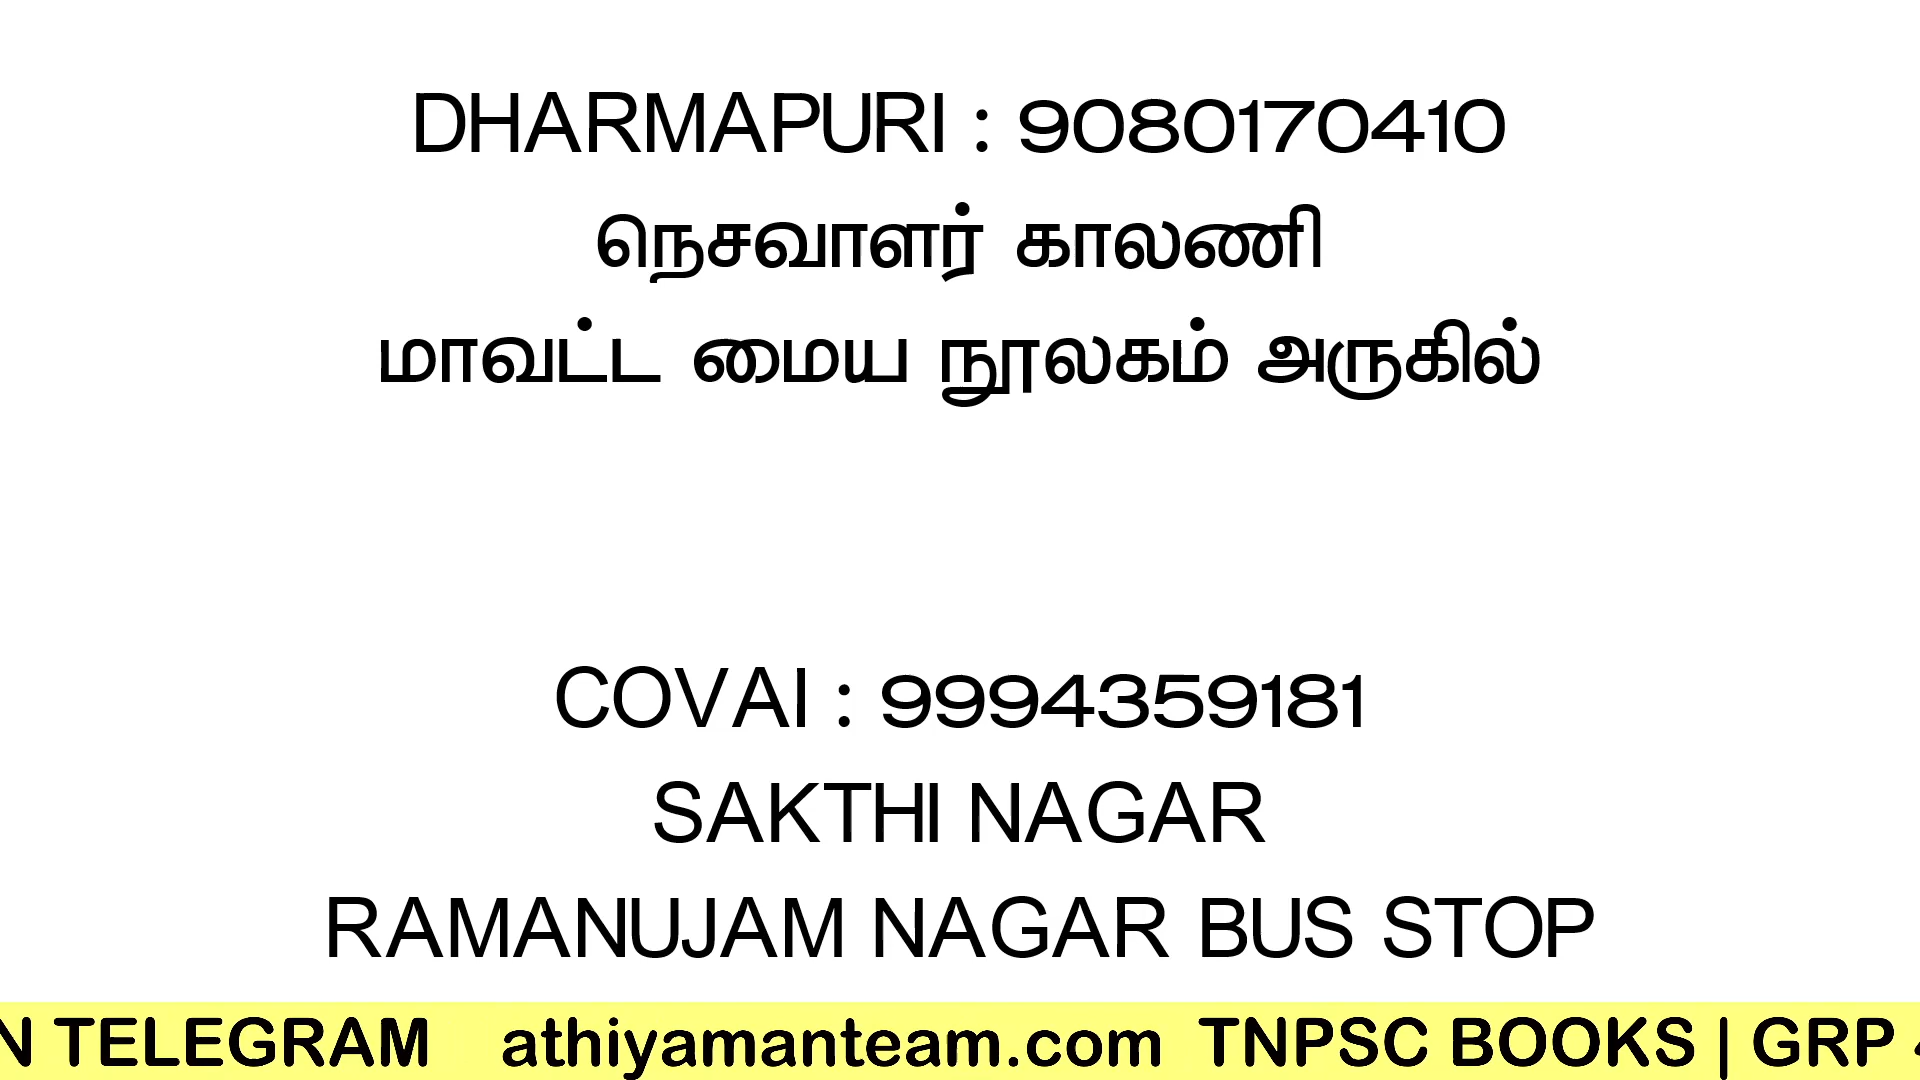 DHARMAPURI : 9080170410
நெசவாளர் காலணி
மாவட்ட மைய நூலகம் அருகில்
COVAI : 9994359181
SAKTHI NAGAR
RAMANUJAM NAGAR BUS STOP
N TELEGRAM athiyamanteam.com TNPSC BOOKS | GRP